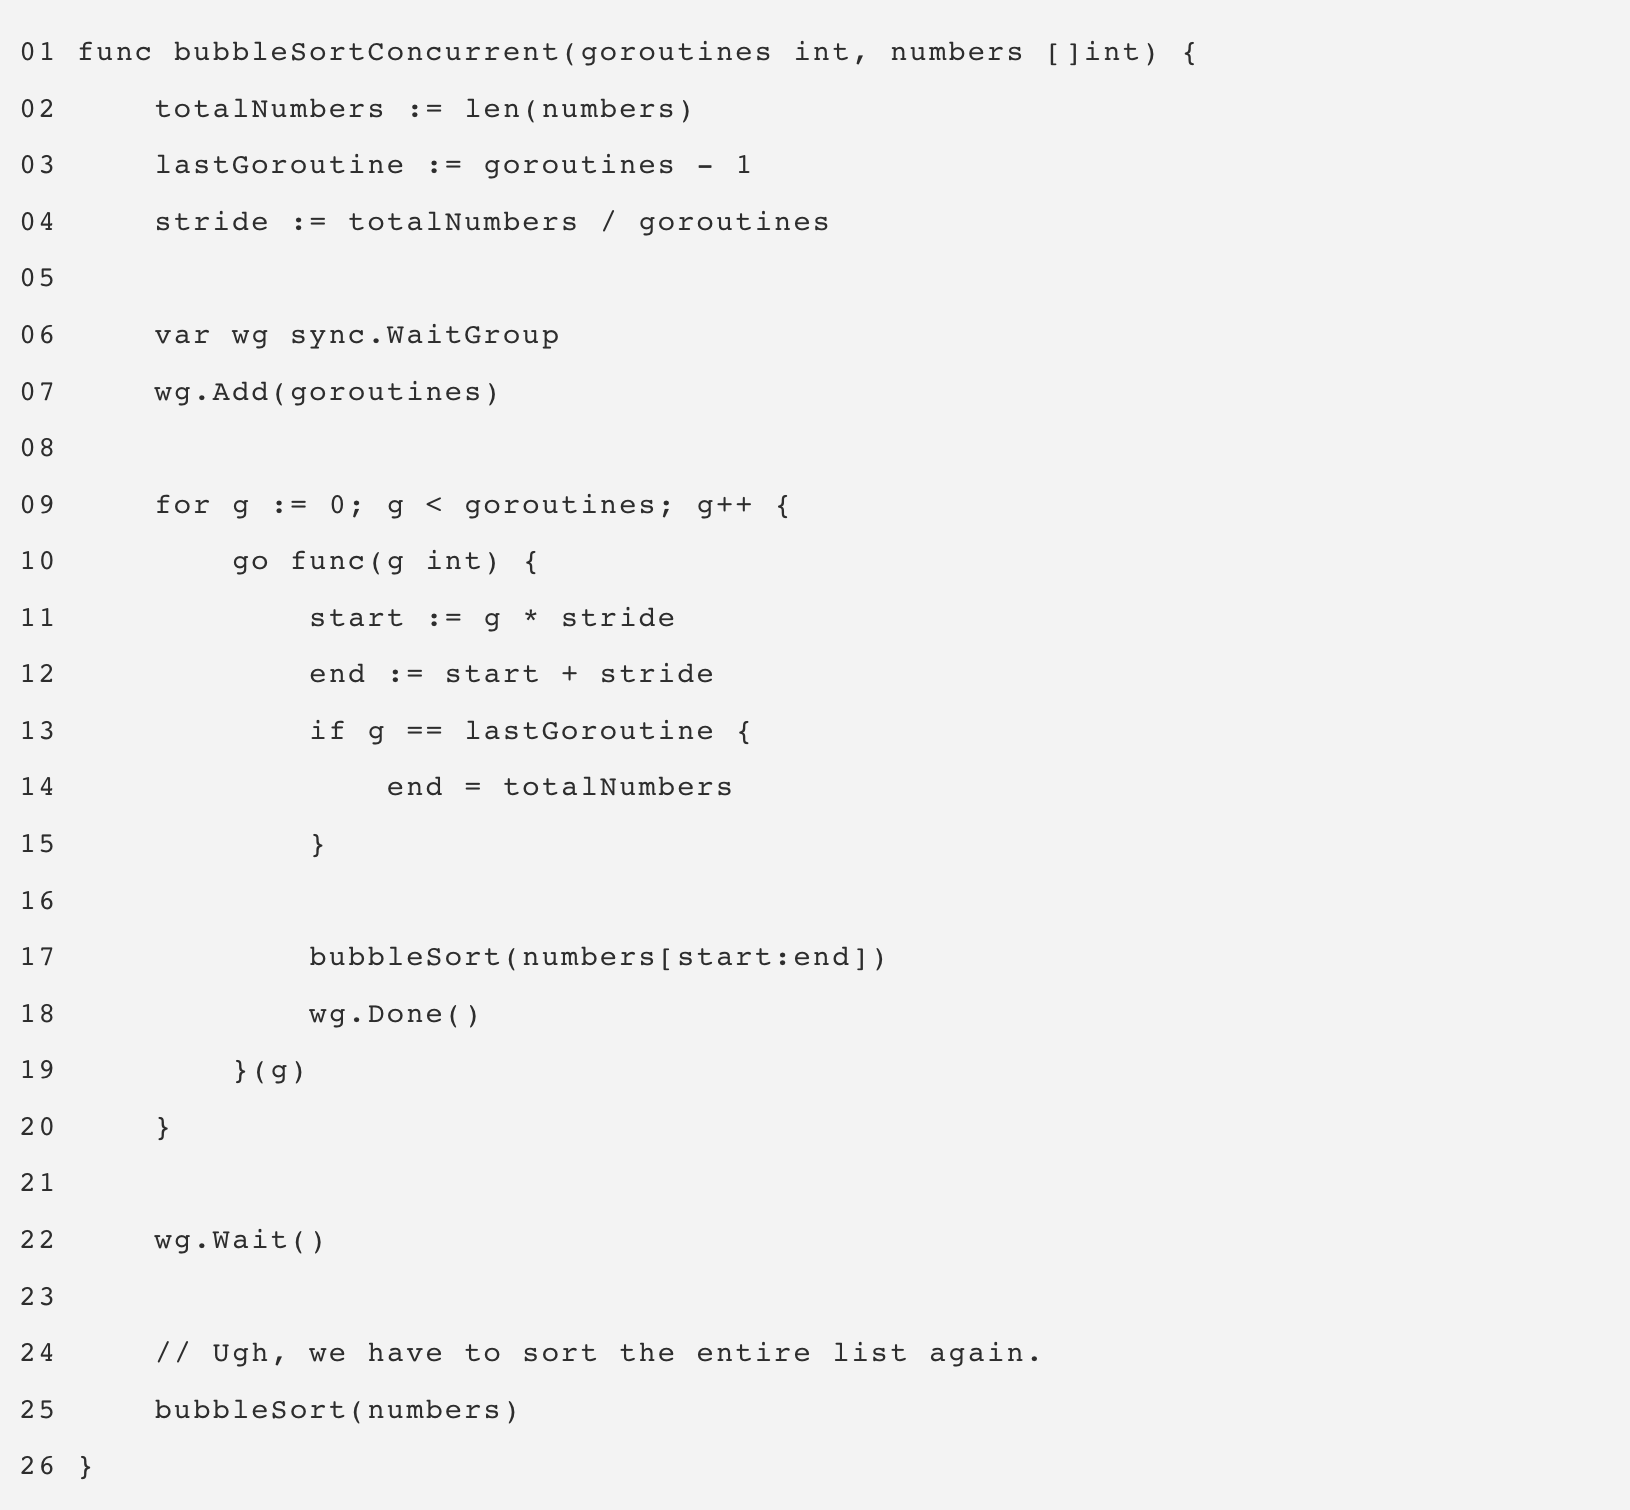 01 func bubbleSortConcurrent(goroutines int, numbers []int) {
02     totalNumbers := len(numbers)
03     lastGoroutine := goroutines - 1
04     stride := totalNumbers / goroutines
05
06     var wg sync.WaitGroup
07     wg.Add(goroutines)
08
09     for g := 0; g < goroutines; g++ {
10         go func(g int) {
11             start := g * stride
12             end := start + stride
13             if g == lastGoroutine {
14                 end = totalNumbers
15             }
16
17             bubbleSort(numbers[start:end])
18             wg.Done()
19         }(g)
20     }
21
22     wg.Wait()
23
24     // Ugh, we have to sort the entire list again.
25     bubbleSort(numbers)
26 }